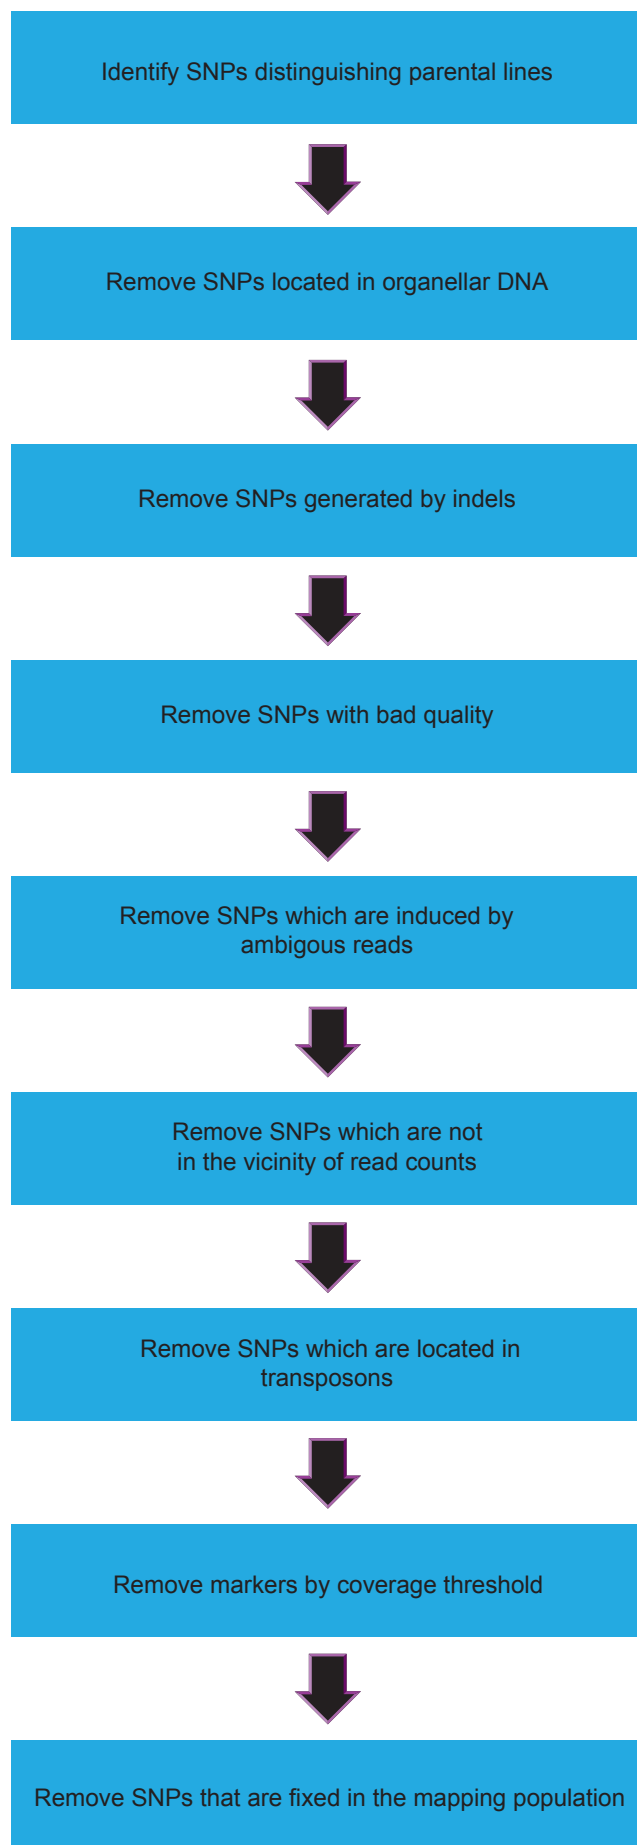 Identify SNPs distinguishing parental lines
Remove SNPs located in organellar DNA
Remove SNPs generated by indels
Remove SNPs with bad quality
Remove SNPs which are induced by
ambigous reads
Remove SNPs which are not
in the vicinity of read counts
Remove SNPs which are located in
transposons
Remove markers by coverage threshold
Remove SNPs that are fixed in the mapping population